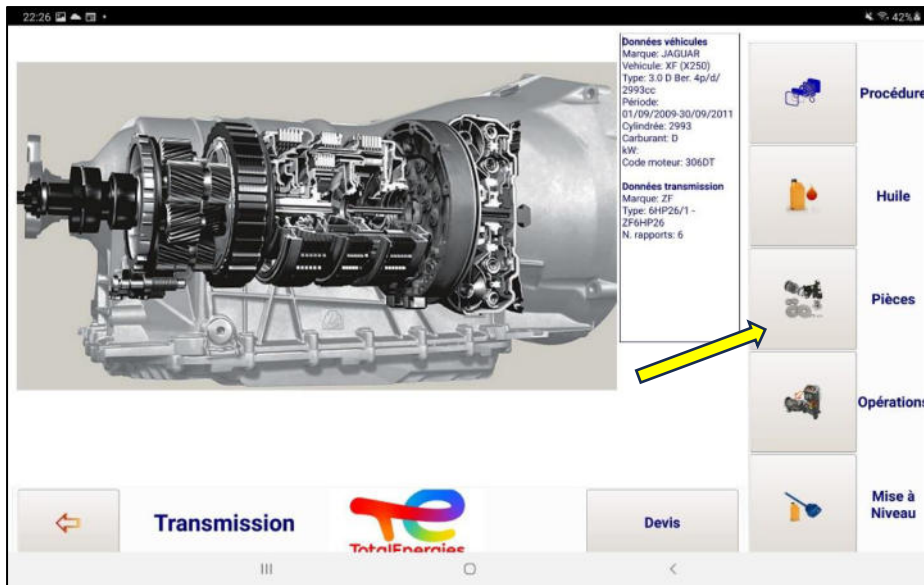 22:26
42%
Données véhicules
Marque: JAGUAR
Vehicule: XF (X250)
Type: 3.0 D Ber. 4p/d/
2993cc
Période:
01/09/2009-30/09/2011
Cylindrée: 2993
Carburant: D
kW:
Code moteur: 306DT
Données transmission
Marque: ZF
Type: 6HP26/1 -
ZF6HP26
N. rapports: 6
Procédure
Huile
Pièces
Opérations
Mise à
Niveau
Transmission
TotalEnergies
Devis